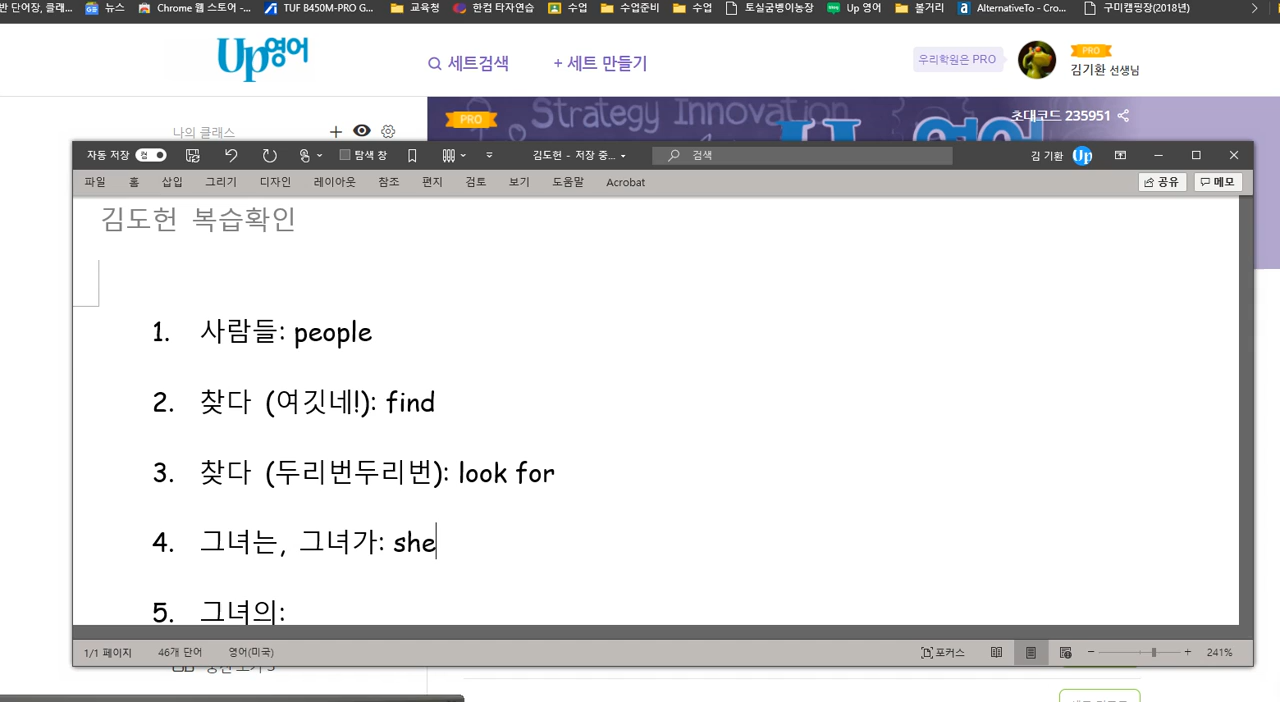 반 단어장, 클래... 뉴스 Chrome 웹 스토어 -... TUF B450M-PRO G... 교육청 한컴 타자연습 수업 수업준비 수업 토실굼벵이농장 Up 영어 볼거리 AlternativeTo - Cro... 구미캠핑장(2018년)
Up영어 세트검색 + 세트 만들기 우리학원은 PRO PRO
김기환 선생님
나의 클래스
PRO Strategy Innovation 초대코드 235951
자동 저장 켬 탐색 창 김도헌 - 저장 중... 검색 김 기환 Up
파일 홈 삽입 그리기 디자인 레이아웃 참조 편지 검토 보기 도움말 Acrobat 공유 메모
김도헌 복습확인
1. 사람들: people
2. 찾다 (여깃네!): find
3. 찾다 (두리번두리번): look for
4. 그녀는, 그녀가: she
5. 그녀의:
1/1 페이지 46개 단어 영어(미국) 포커스 241%